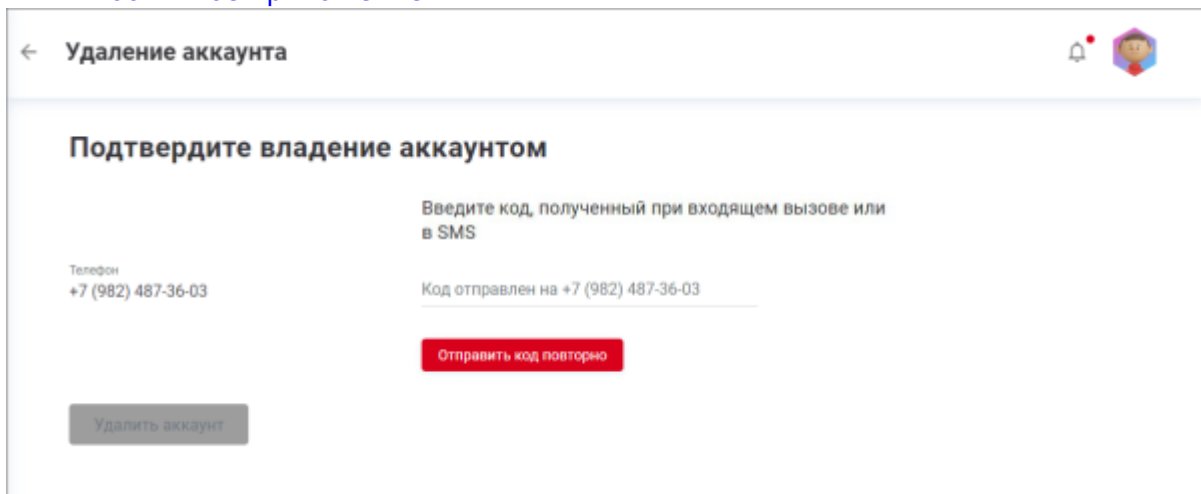 Удаление аккаунта
Подтвердите владение аккаунтом
Введите код, полученный при входящем вызове или
в SMS
Телефон
+7 (982) 487-36-03
Код отправлен на +7 (982) 487-36-03
Отправить код повторно
Удалить аккаунт